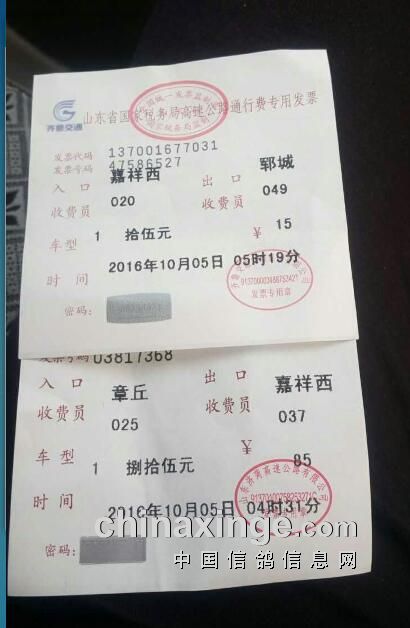 齐鲁交通
山东省国家税务局高速公路通行费专用发票
发票代码 137001677031
发票号码 47586527
入口 嘉祥西 出口 郓城
收费员 020 收费员 049
车型 1 拾伍元 ￥ 15
时间 2016年10月05日 05时19分
发票专用章
密码:
发票号码 03817368
入口 章丘 出口 嘉祥西
收费员 025 收费员 037
车型 1 捌拾伍元 ￥ 85
时间 2016年10月05日 04时31分
密码:
chinaxinge.com
中国信鸽信息网